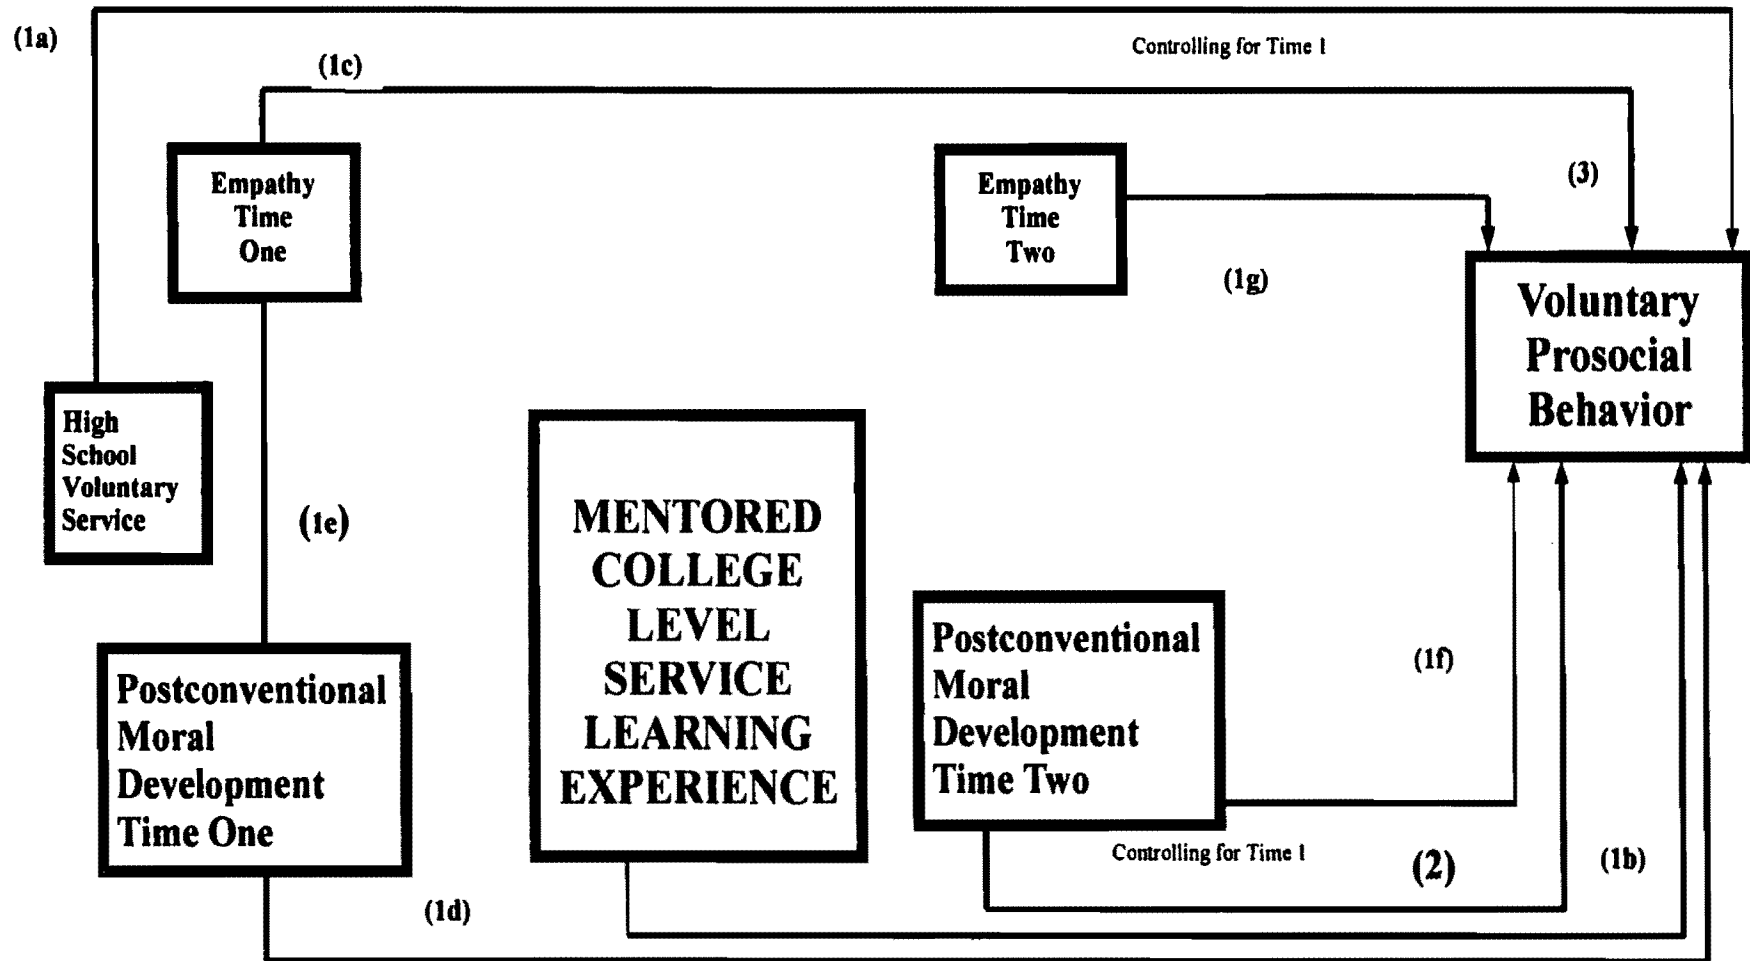 (1a)
Controlling for Time 1
(1c)
Empathy
Time
One
Empathy
Time
Two
(3)
(1g)
Voluntary
Prosocial
Behavior
High
School
Voluntary
Service
(1e)
MENTORED
COLLEGE
LEVEL
SERVICE
LEARNING
EXPERIENCE
Postconventional
Moral
Development
Time One
Postconventional
Moral
Development
Time Two
(1f)
Controlling for Time 1
(2)
(1b)
(1d)